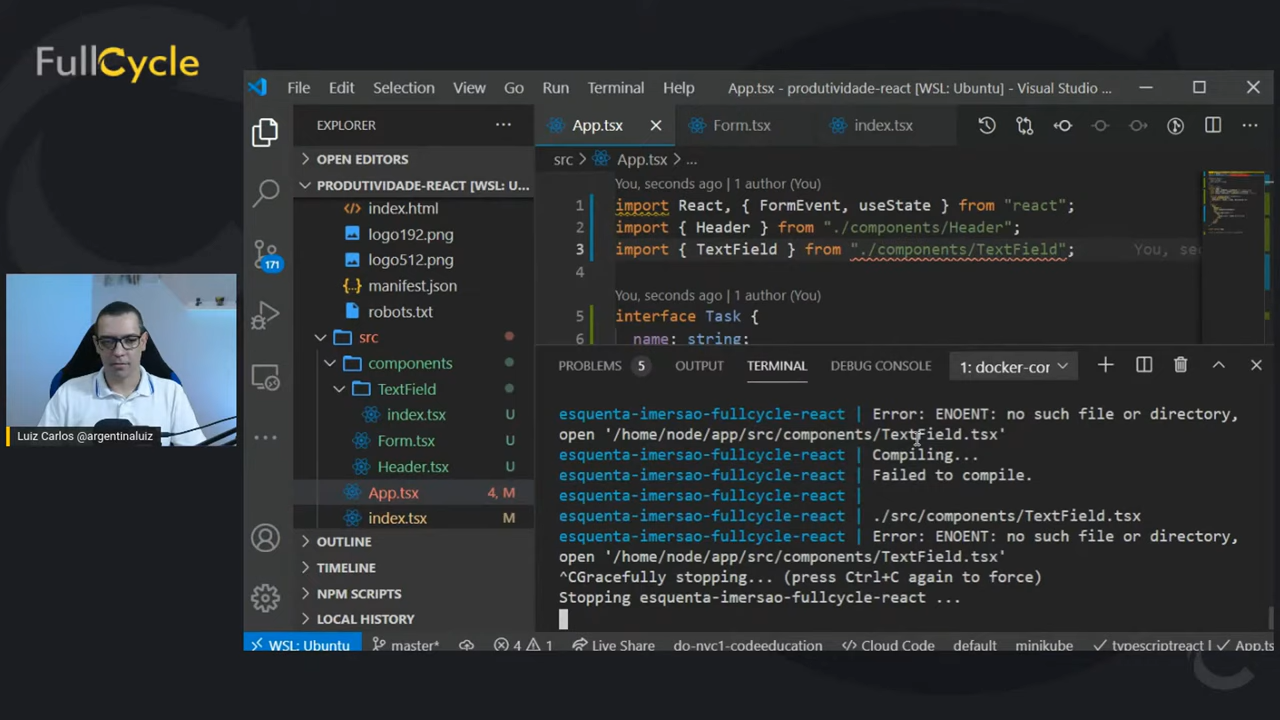 FullCycle
File Edit Selection View Go Run Terminal Help App.tsx - produtividade-react [WSL: Ubuntu] - Visual Studio ...
EXPLORER
App.tsx Form.tsx index.tsx
OPEN EDITORS
PRODUTIVIDADE-REACT [WSL: U...
index.html
logo192.png
logo512.png
manifest.json
robots.txt
src
components
TextField
index.tsx U
Form.tsx U
Header.tsx U
App.tsx 4, M
index.tsx M
OUTLINE
TIMELINE
NPM SCRIPTS
LOCAL HISTORY
171
src > App.tsx > ...
You, seconds ago | 1 author (You)
1 import React, { FormEvent, useState } from "react";
2 import { Header } from "./components/Header";
3 import { TextField } from "./components/TextField"; You, sec
4
You, seconds ago | 1 author (You)
5 interface Task {
6 name: string;
PROBLEMS 5 OUTPUT TERMINAL DEBUG CONSOLE 1: docker-cor
esquenta-imersao-fullcycle-react | Error: ENOENT: no such file or directory,
open '/home/node/app/src/components/TextField.tsx'
esquenta-imersao-fullcycle-react | Compiling...
esquenta-imersao-fullcycle-react | Failed to compile.
esquenta-imersao-fullcycle-react |
esquenta-imersao-fullcycle-react | ./src/components/TextField.tsx
esquenta-imersao-fullcycle-react | Error: ENOENT: no such file or directory,
open '/home/node/app/src/components/TextField.tsx'
^CGracefully stopping... (press Ctrl+C again to force)
Stopping esquenta-imersao-fullcycle-react ...
WSL: Ubuntu master* 4 1 Live Share do-nyc1-codeeducation Cloud Code default minikube typescriptreact App.ts
Luiz Carlos @argentinaluiz